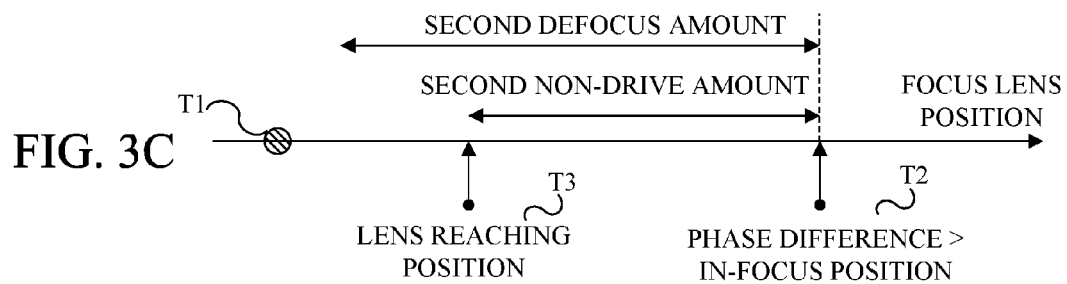 SECOND DEFOCUS AMOUNT
SECOND NON-DRIVE AMOUNT
FOCUS LENS
POSITION
T1
FIG. 3C
T3
T2
LENS REACHING
POSITION
PHASE DIFFERENCE >
IN-FOCUS POSITION